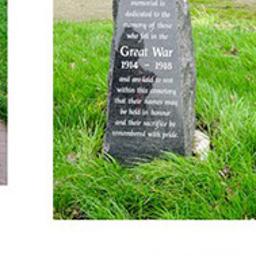 memorial is
dedicated to the
memory of those
who fell in the
Great War
1914 - 1918
and are laid to rest
within this cemetery
that their names may
be held in honour
and their sacrifice be
remembered with pride.